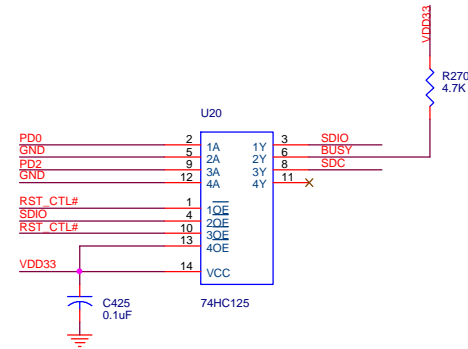 VDD33
R270
4.7K
U20
PD0 2 1A 1Y 3 SDIO
GND 5 2A 2Y 6 BUSY
PD2 9 3A 3Y 8 SDC
GND 12 4A 4Y 11
RST_CTL# 1 1OE
SDIO 4 2OE
RST_CTL# 10 3OE
13 4OE
VDD33 14 VCC
C425
0.1uF
74HC125